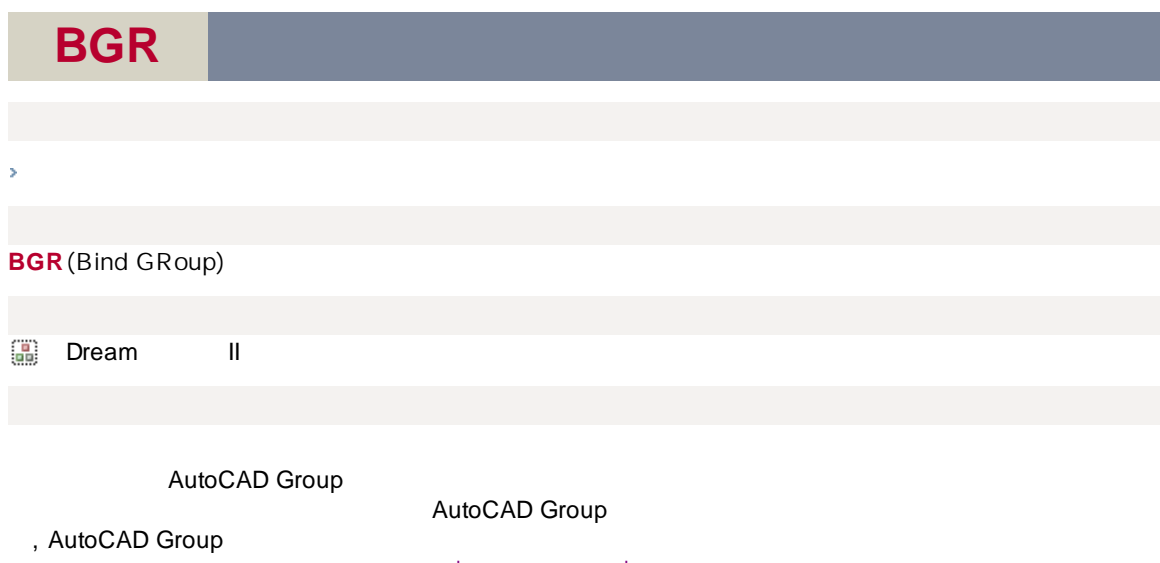 BGR
BGR (Bind GRoup)
Dream II
AutoCAD Group
AutoCAD Group
, AutoCAD Group